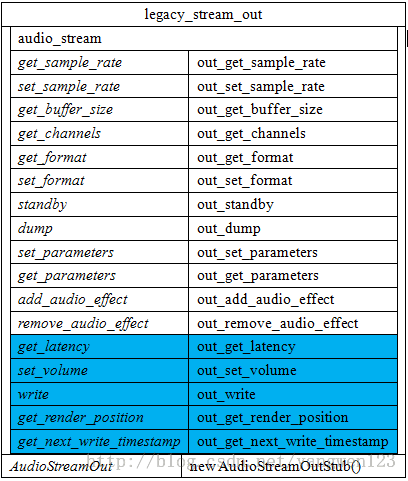 legacy_stream_out
audio_stream
get_sample_rate out_get_sample_rate
set_sample_rate out_set_sample_rate
get_buffer_size out_get_buffer_size
get_channels out_get_channels
get_format out_get_format
set_format out_set_format
standby out_standby
dump out_dump
set_parameters out_set_parameters
get_parameters out_get_parameters
add_audio_effect out_add_audio_effect
remove_audio_effect out_remove_audio_effect
get_latency out_get_latency
set_volume out_set_volume
write out_write
get_render_position out_get_render_position
get_next_write_timestamp out_get_next_write_timestamp
AudioStreamOut new AudioStreamOutStub()
http://blog.csdn.net/yangwen123